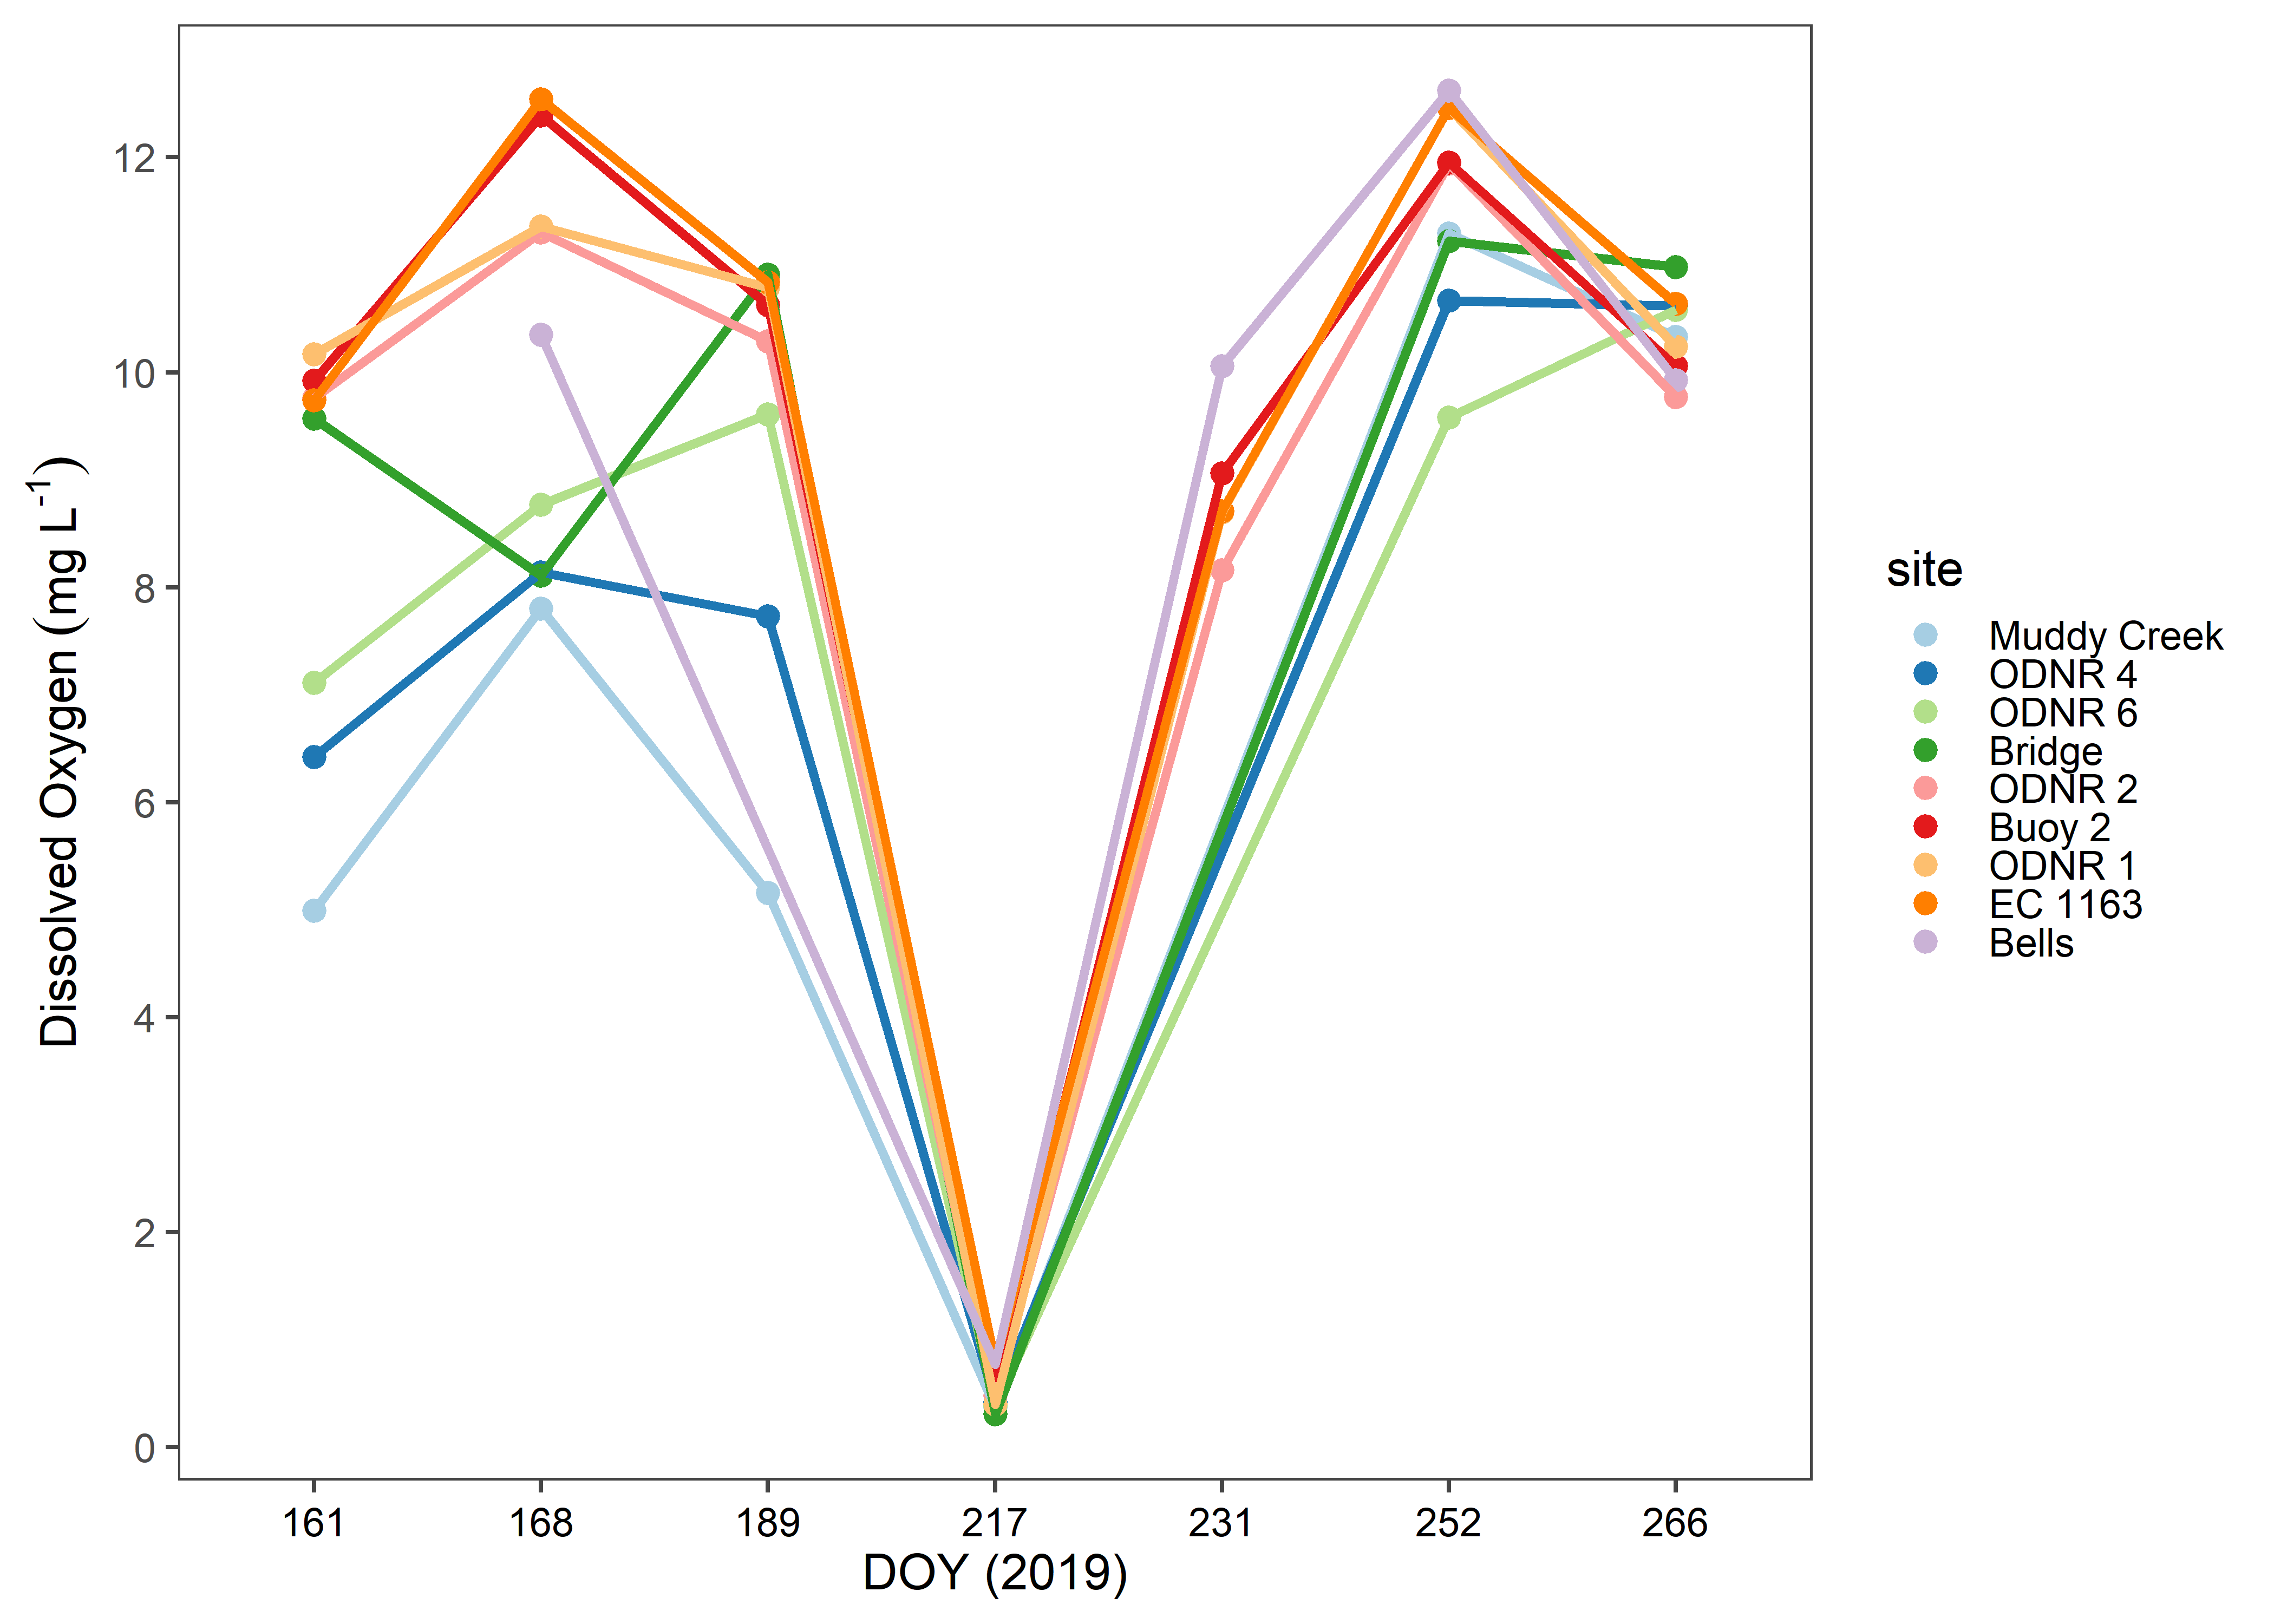 Dissolved Oxygen (mg L⁻¹)
12
10
8
6
4
2
0
161 168 189 217 231 252 266
DOY (2019)
site
Muddy Creek
ODNR 4
ODNR 6
Bridge
ODNR 2
Buoy 2
ODNR 1
EC 1163
Bells